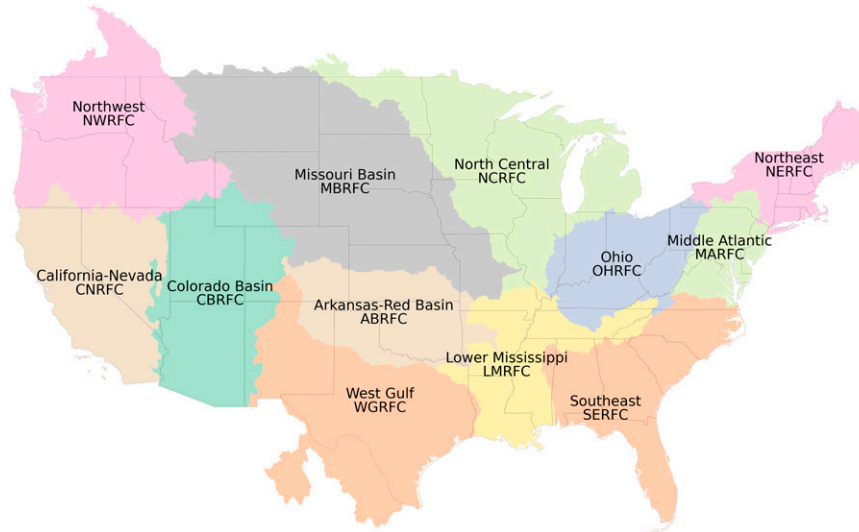 Northwest
NWRFC
Missouri Basin
MBRFC
North Central
NCRFC
Northeast
NERFC
California-Nevada
CNRFC
Colorado Basin
CBRFC
Ohio
OHRFC
Middle Atlantic
MARFC
Arkansas-Red Basin
ABRFC
Lower Mississippi
LMRFC
West Gulf
WGRFC
Southeast
SERFC